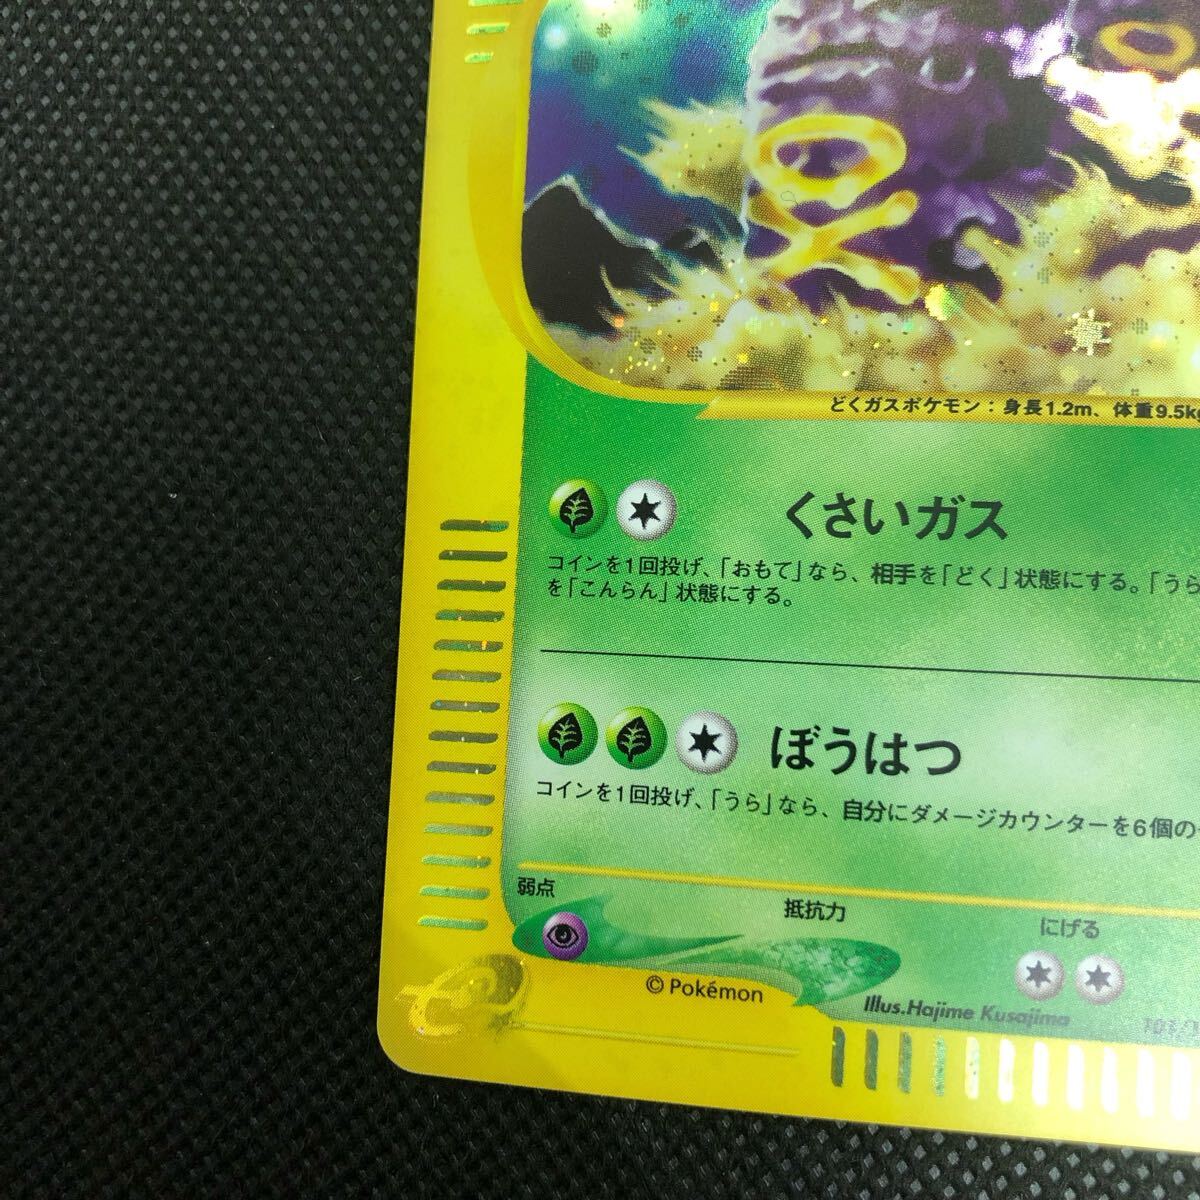 どくガスポケモン：身長1.2m、体重9.5kg
くさいガス
コインを1回投げ、「おもて」なら、相手を「どく」状態にする。「うら
を「こんらん」状態にする。
ぼうはつ
コインを1回投げ、「うら」なら、自分にダメージカウンターを6個の
弱点
抵抗力
にげる
© Pokémon
Illus.Hajime Kusajima
103/